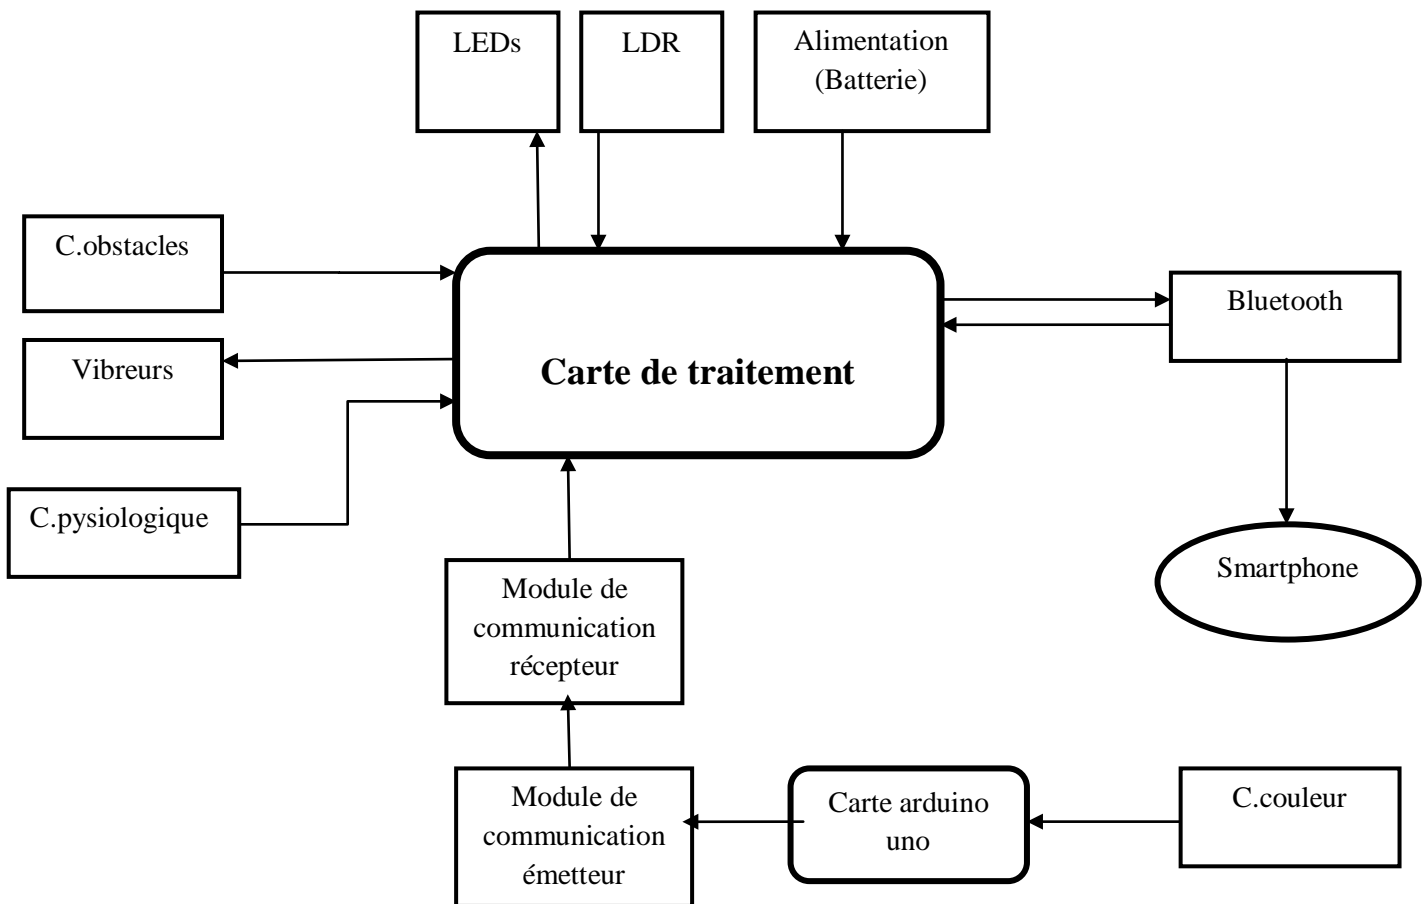 LEDs
LDR
Alimentation
(Batterie)
C.obstacles
Bluetooth
Vibreurs
Carte de traitement
C.pysiologique
Smartphone
Module de
communication
récepteur
Module de
communication
émetteur
Carte arduino
uno
C.couleur